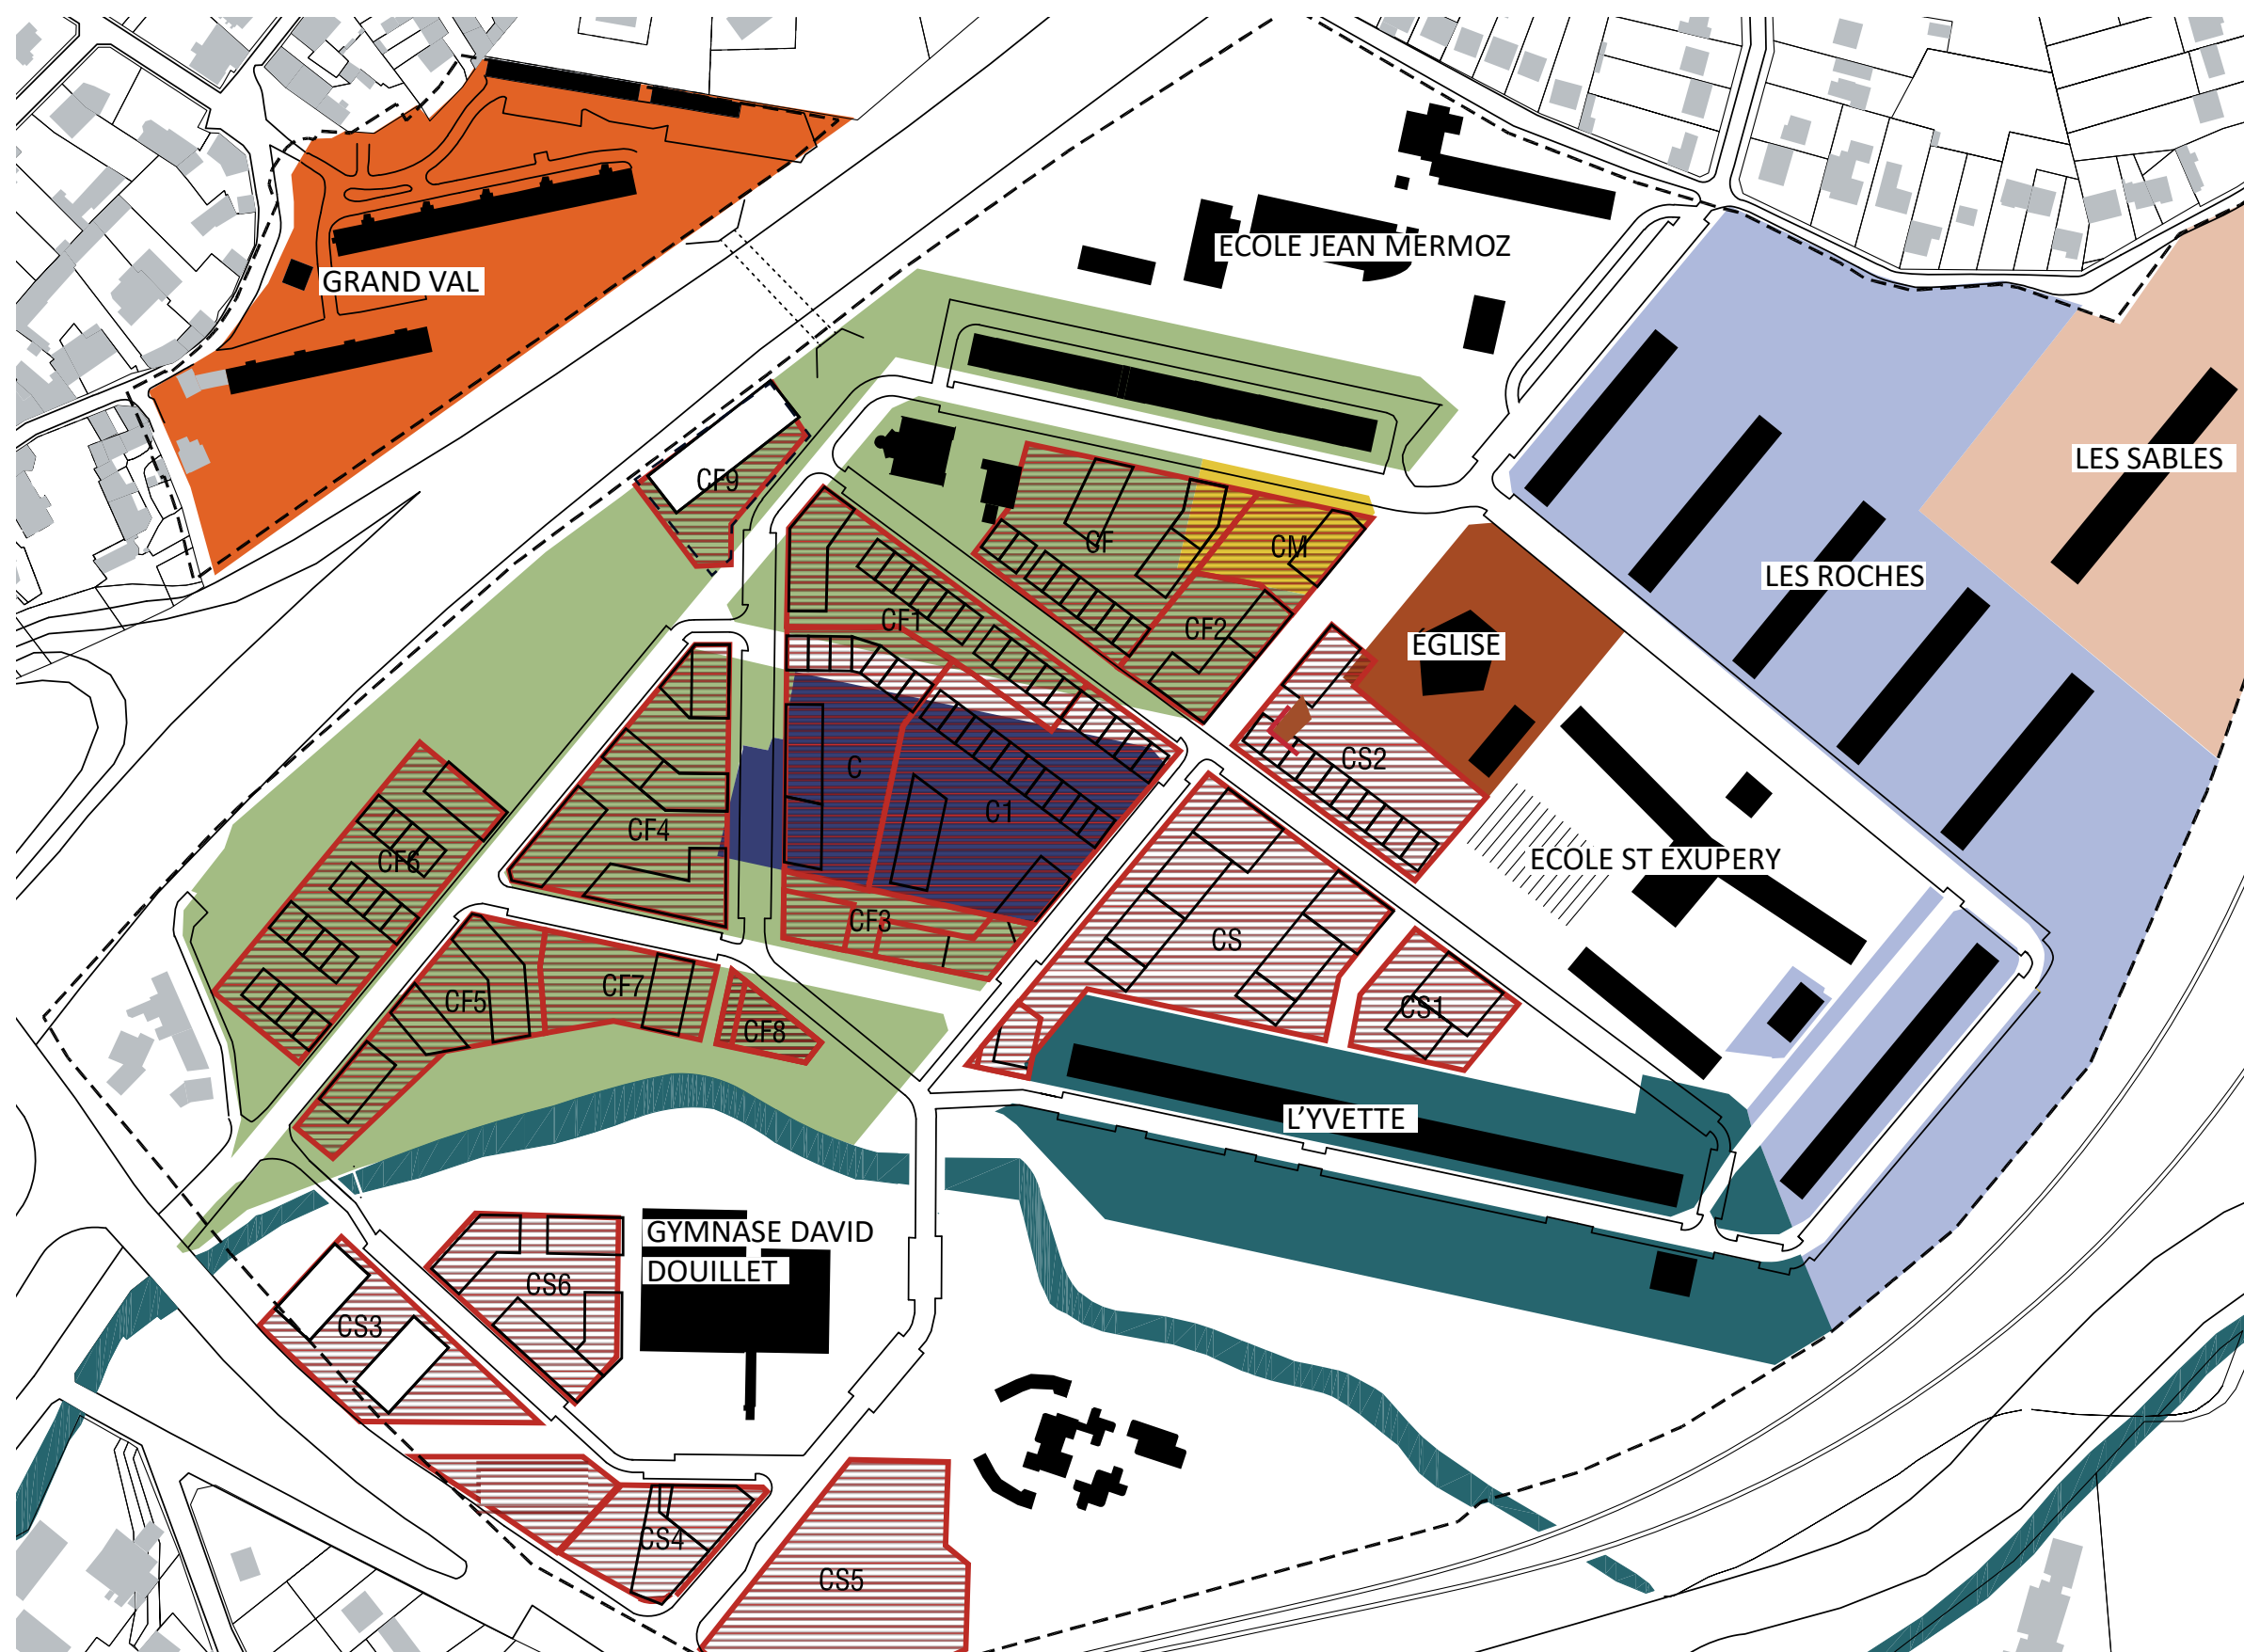 ECOLE JEAN MERMOZ
GRAND VAL
LES SABLES
CF9
CF
CM
LES ROCHES
CF1
CF2
ÉGLISE
C
CS2
C1
CF4
CF6
ECOLE ST EXUPERY
CF3
CS
CF7
CF5
CS1
CF8
L'YVETTE
GYMNASE DAVID
DOUILLET
CS6
CS3
CS4
CS5